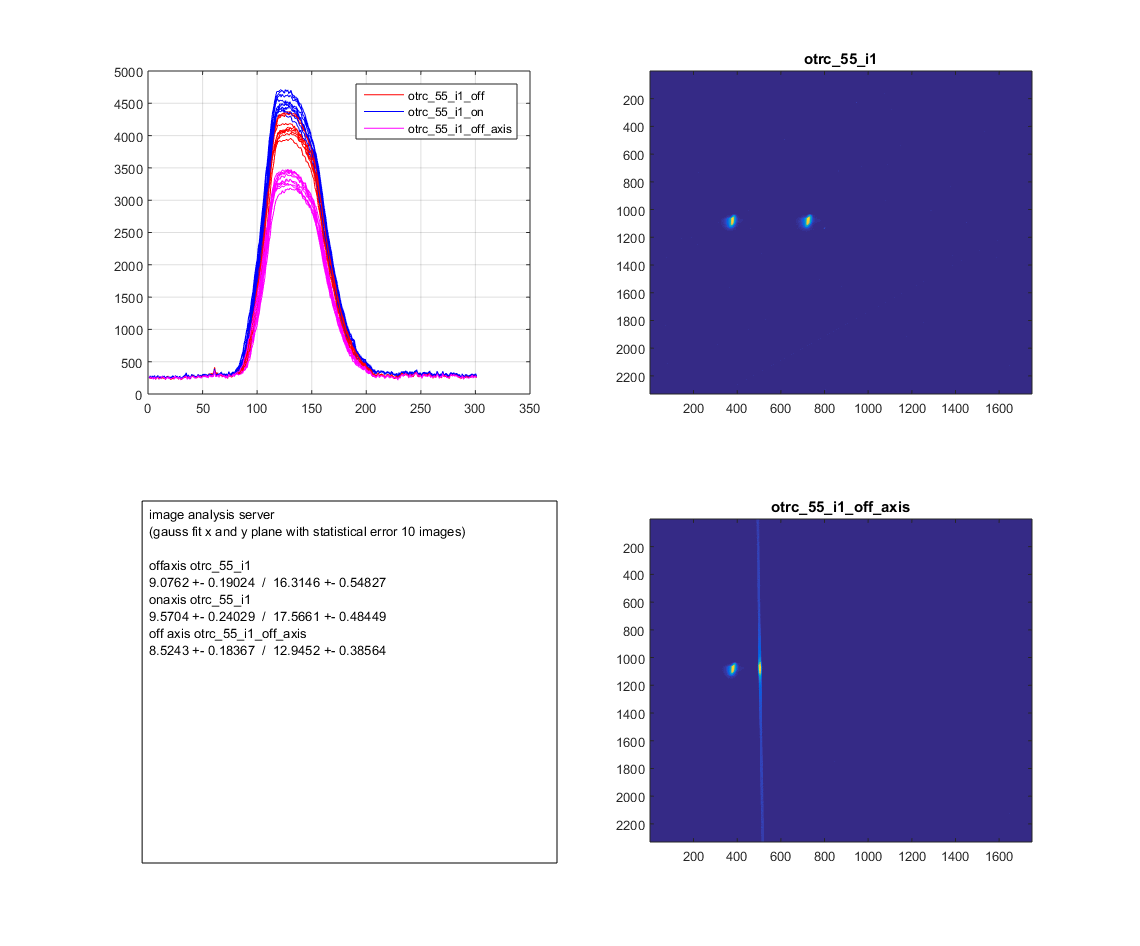 5000
4500
4000
3500
3000
2500
2000
1500
1000
500
0
0 50 100 150 200 250 300 350
otrc_55_i1_off
otrc_55_i1_on
otrc_55_i1_off_axis
otrc_55_i1
200
400
600
800
1000
1200
1400
1600
1800
2000
2200
200 400 600 800 1000 1200 1400 1600
image analysis server
(gauss fit x and y plane with statistical error 10 images)
offaxis otrc_55_i1
9.0762 +- 0.19024 / 16.3146 +- 0.54827
onaxis otrc_55_i1
9.5704 +- 0.24029 / 17.5661 +- 0.48449
off axis otrc_55_i1_off_axis
8.5243 +- 0.18367 / 12.9452 +- 0.38564
otrc_55_i1_off_axis
200
400
600
800
1000
1200
1400
1600
1800
2000
2200
200 400 600 800 1000 1200 1400 1600